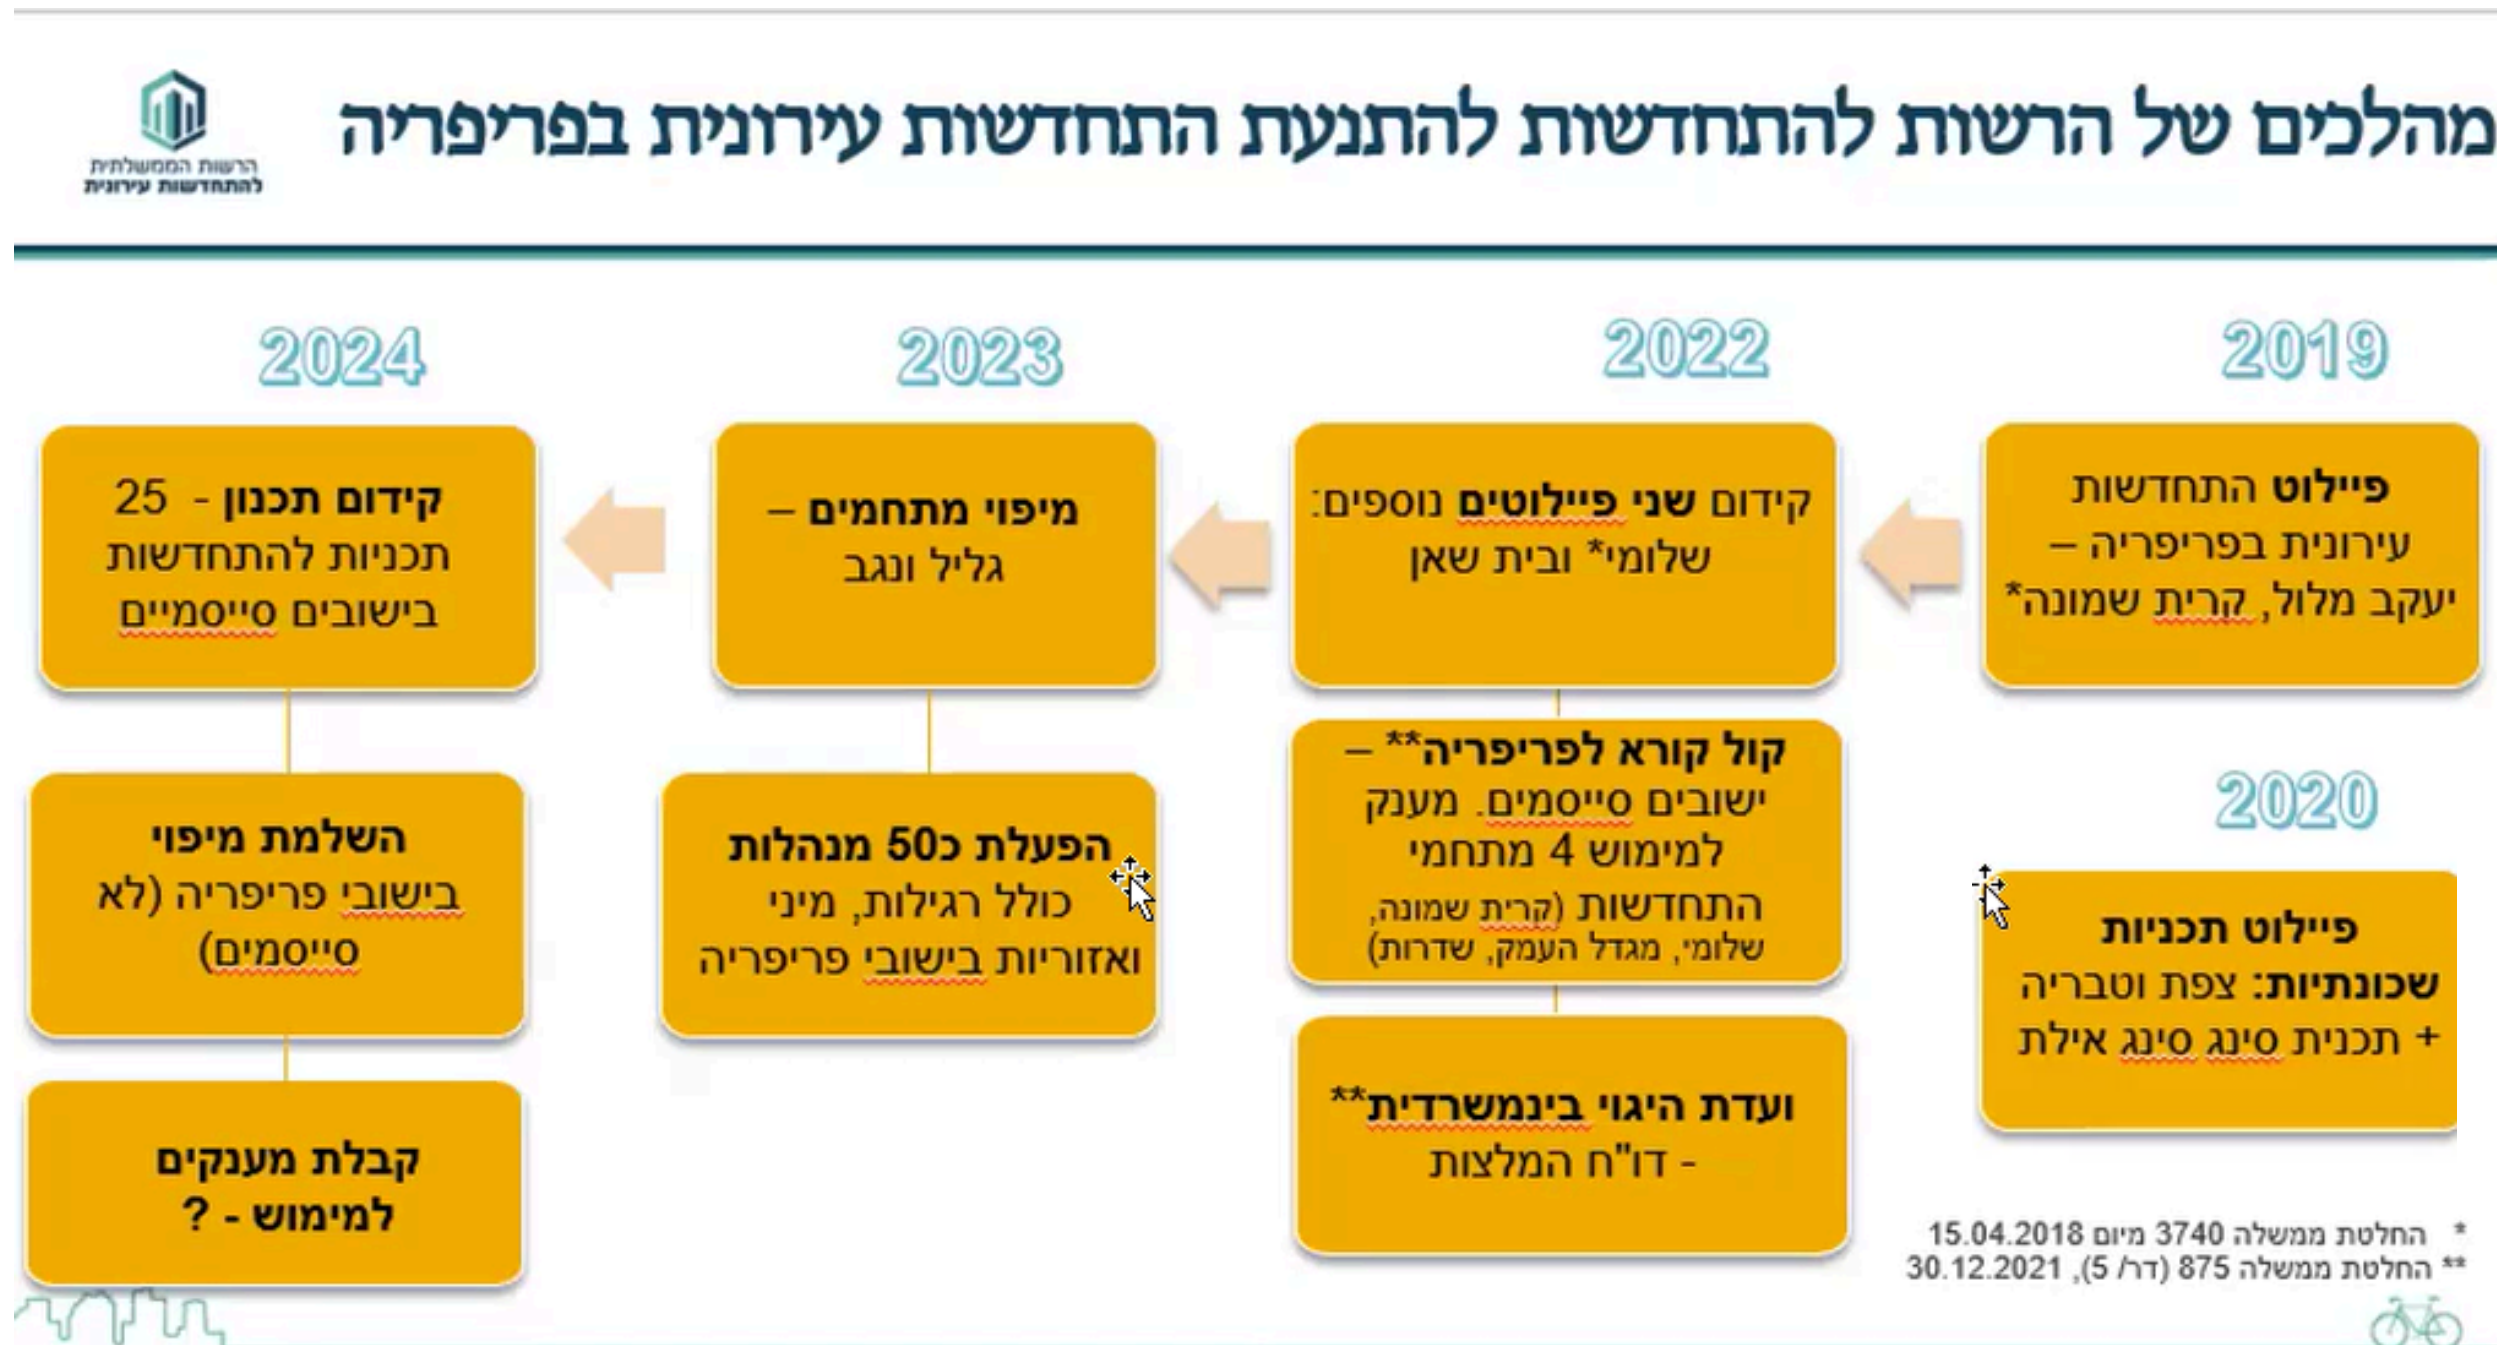 מהלכים של הרשות להתחדשות להתנעת התחדשות עירונית בפריפריה
הרשות הממשלתית
להתחדשות עירונית
2019
פיילוט התחדשות
עירונית בפריפריה –
יעקב מלול, קרית שמונה*
2020
פיילוט תכניות
שכונתיות: צפת וטבריה
+ תכנית סינג סינג אילת
2022
קידום שני פיילוטים נוספים:
שלומי* ובית שאן
קול קורא לפריפריה** –
ישובים סייסמים. מענק
למימוש 4 מתחמי
התחדשות (קרית שמונה,
שלומי, מגדל העמק, שדרות)
ועדת היגוי בינמשרדית**
- דו"ח המלצות
2023
מיפוי מתחמים –
גליל ונגב
הפעלת כ50 מנהלות
כולל רגילות, מיני
ואזוריות בישובי פריפריה
2024
קידום תכנון - 25
תכניות להתחדשות
בישובים סייסמיים
השלמת מיפוי
בישובי פריפריה (לא
סייסמים)
קבלת מענקים
למימוש - ?
* החלטת ממשלה 3740 מיום 15.04.2018
** החלטת ממשלה 875 (דר/ 5), 30.12.2021